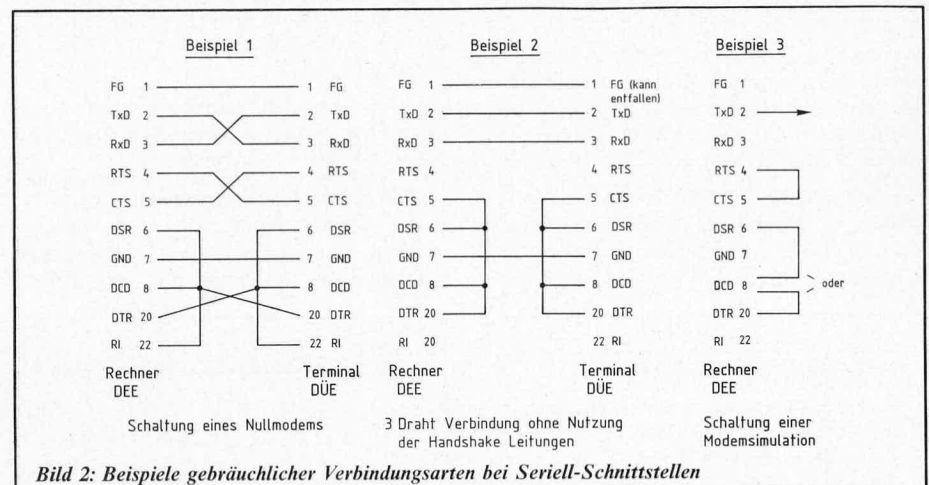 Beispiel 1
FG 1 1 FG
TxD 2 2 TxD
RxD 3 3 RxD
RTS 4 4 RTS
CTS 5 5 CTS
DSR 6 6 DSR
GND 7 7 GND
DCD 8 8 DCD
DTR 20 20 DTR
RI 22 22 RI
Rechner Terminal
DEE DÜE
Schaltung eines Nullmodems
Beispiel 2
FG 1 1 FG (kann
entfallen)
TxD 2 2 TxD
RxD 3 3 RxD
RTS 4 4 RTS
CTS 5 5 CTS
DSR 6 6 DSR
GND 7 7 GND
DCD 8 8 DCD
DTR 20 20 DTR
RI 20 22 RI
Rechner Terminal
DEE DÜE
3 Draht Verbindung ohne Nutzung
der Handshake Leitungen
Beispiel 3
FG 1
TxD 2
RxD 3
RTS 4
CTS 5
DSR 6
GND 7
DCD 8 oder
DTR 20
RI 22
Rechner
DEE
Schaltung einer
Modemsimulation
Bild 2: Beispiele gebräuchlicher Verbindungsarten bei Seriell-Schnittstellen